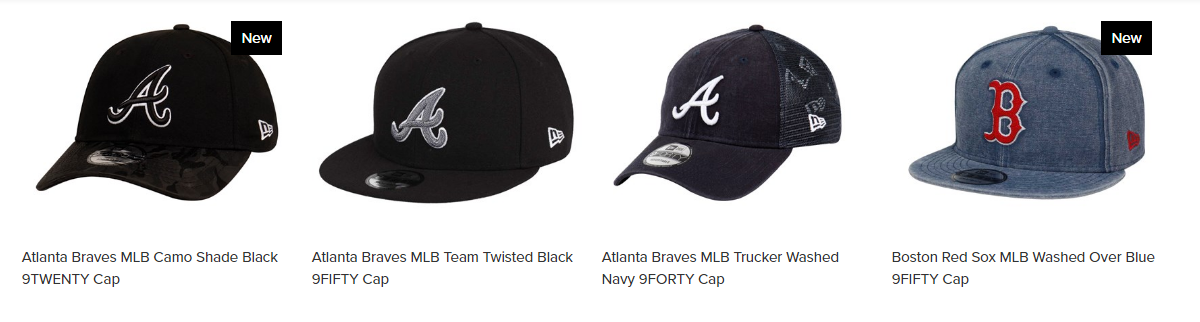 New
New
Atlanta Braves MLB Camo Shade Black
9TWENTY Cap
Atlanta Braves MLB Team Twisted Black
9FIFTY Cap
Atlanta Braves MLB Trucker Washed
Navy 9FORTY Cap
Boston Red Sox MLB Washed Over Blue
9FIFTY Cap